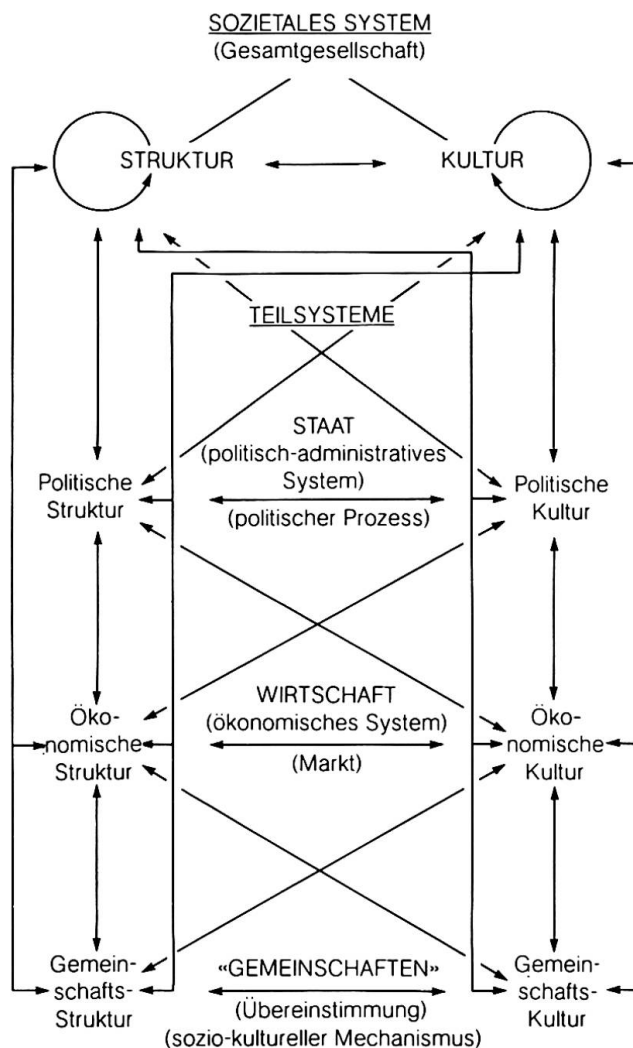 SOZIETALES SYSTEM
(Gesamtgesellschaft)
STRUKTUR
KULTUR
TEILSYSTEME
STAAT
(politisch-administratives
System)
(politischer Prozess)
Politische
Struktur
Politische
Kultur
WIRTSCHAFT
(ökonomisches System)
(Markt)
Öko-
nomische
Struktur
Öko-
nomische
Kultur
«GEMEINSCHAFTEN»
(Übereinstimmung)
(sozio-kultureller Mechanismus)
Gemein-
schafts-
Struktur
Gemein-
schafts-
Kultur